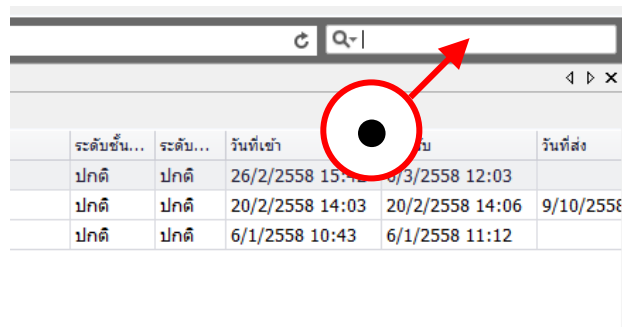 ระดับชั้น... ระดับ... วันที่เข้า วันที่ส่ง
ปกติ ปกติ 26/2/2558 15:42 6/3/2558 12:03
ปกติ ปกติ 20/2/2558 14:03 20/2/2558 14:06 9/10/2558
ปกติ ปกติ 6/1/2558 10:43 6/1/2558 11:12